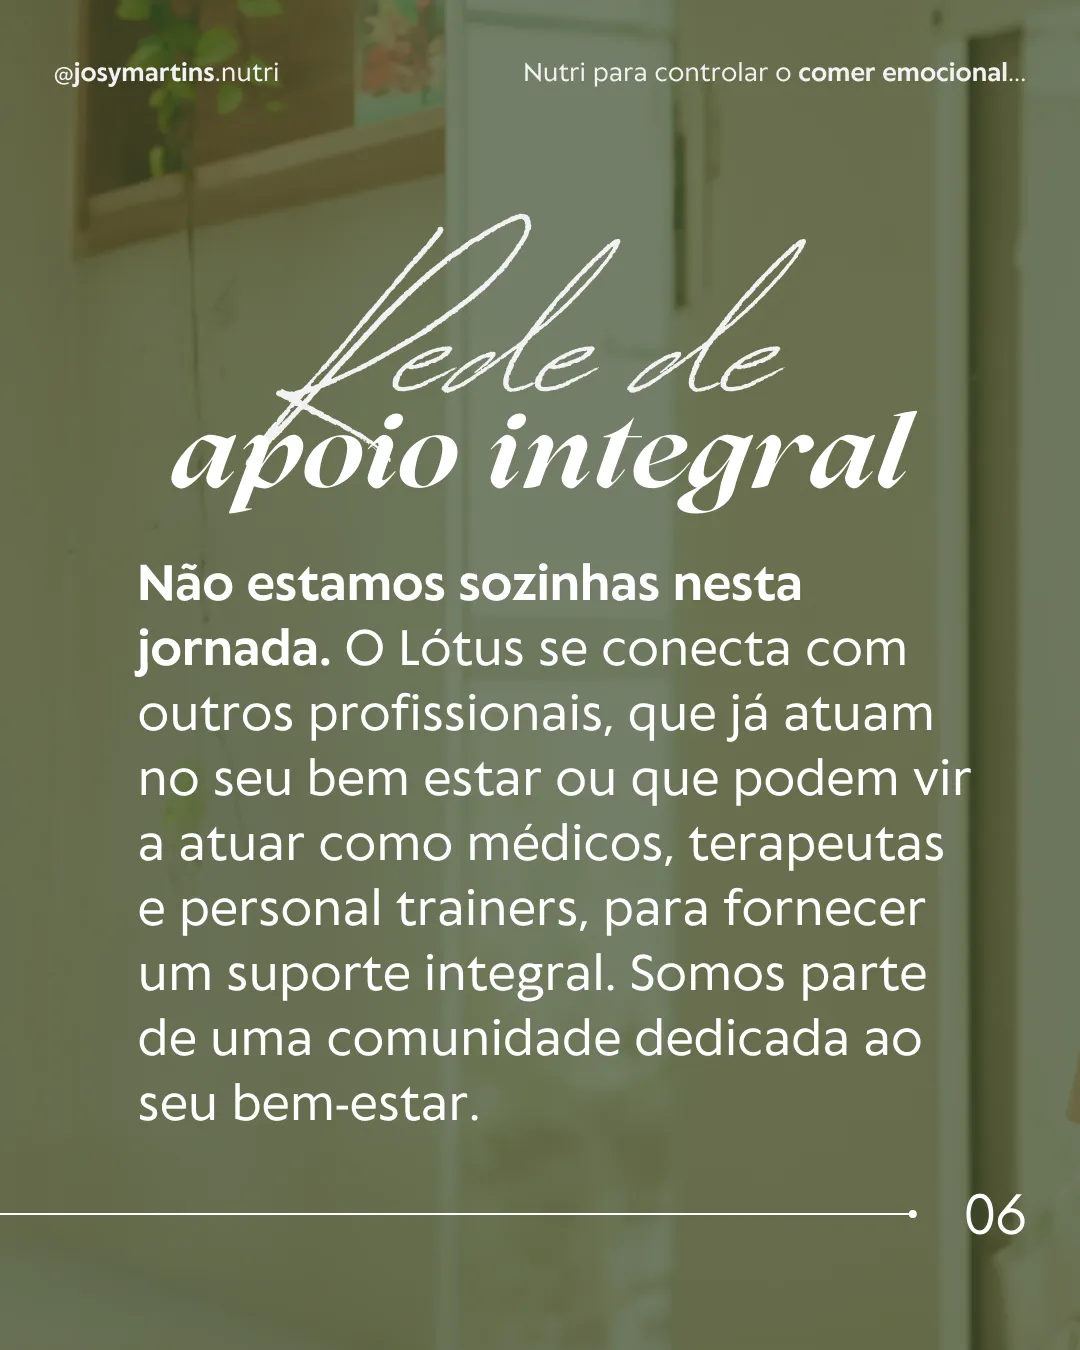 @josymartins.nutri
Nutri para controlar o comer emocional...
Rede de
apoio integral
Não estamos sozinhas nesta
jornada. O Lótus se conecta com
outros profissionais, que já atuam
no seu bem estar ou que podem vir
a atuar como médicos, terapeutas
e personal trainers, para fornecer
um suporte integral. Somos parte
de uma comunidade dedicada ao
seu bem-estar.
06